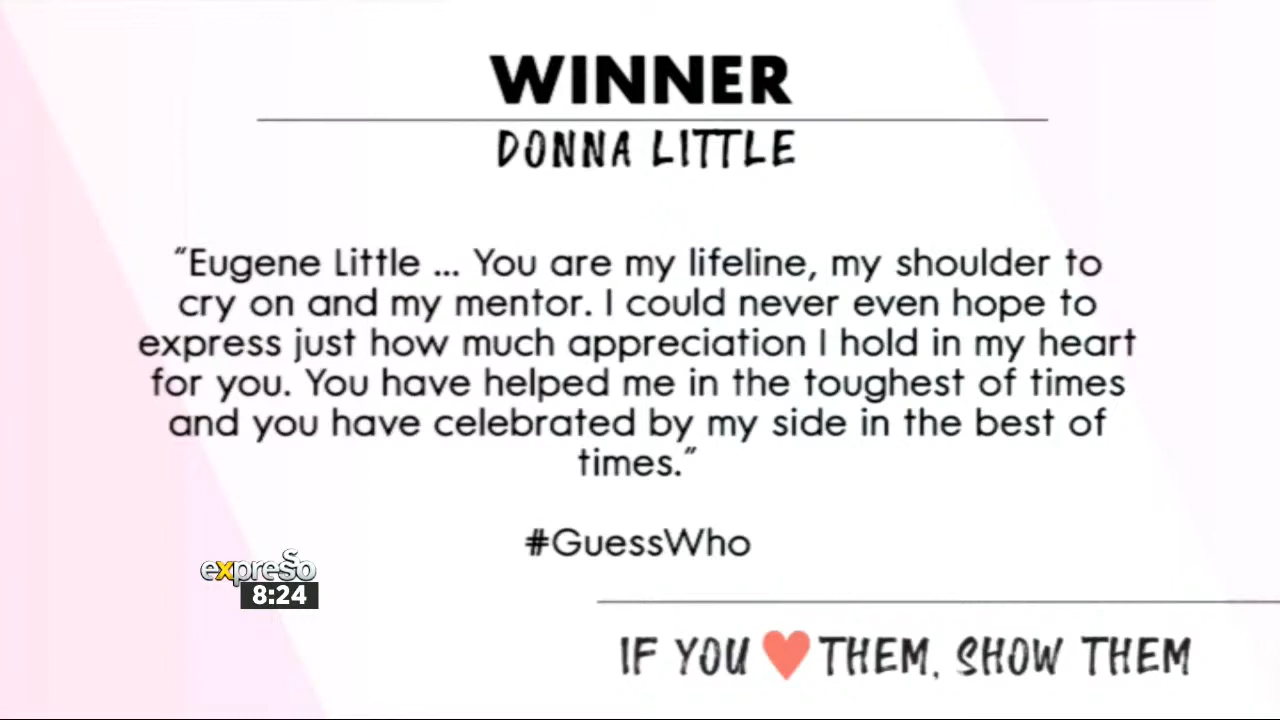 WINNER
DONNA LITTLE
"Eugene Little ... You are my lifeline, my shoulder to
cry on and my mentor. I could never even hope to
express just how much appreciation I hold in my heart
for you. You have helped me in the toughest of times
and you have celebrated by my side in the best of
times."
#GuessWho
expresso
8:24
IF YOU ♥ THEM, SHOW THEM